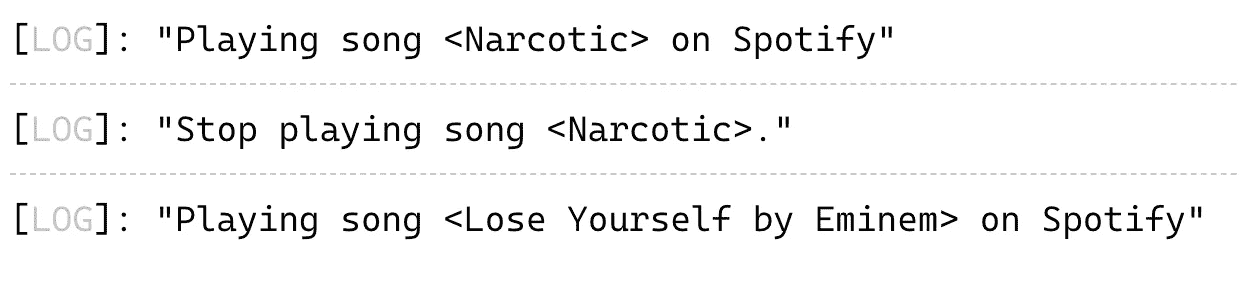 [LOG]: "Playing song <Narcotic> on Spotify"
[LOG]: "Stop playing song <Narcotic>."
[LOG]: "Playing song <Lose Yourself by Eminem> on Spotify"